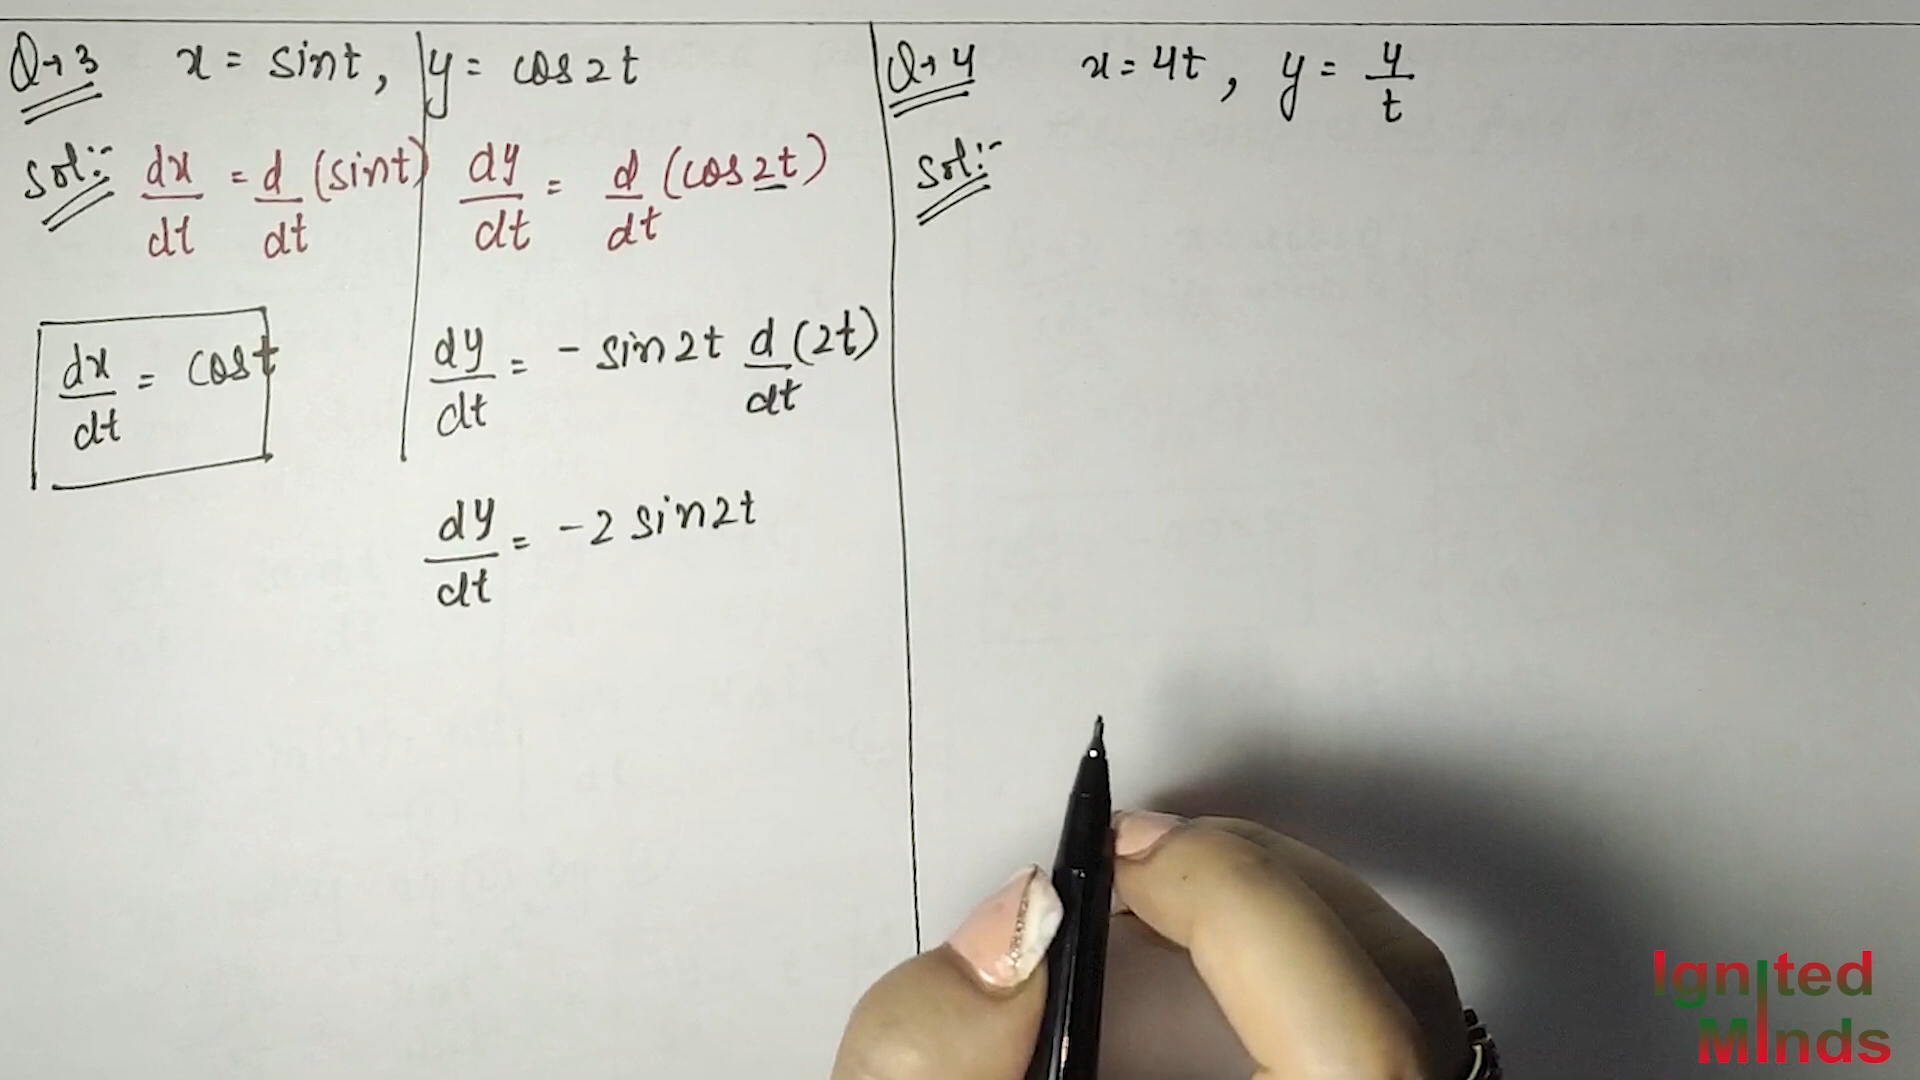 Q→3 x = sint, y = cos2t
Sol:- dx/dt = d/dt (sint) dy/dt = d/dt (cos2t)
dx/dt = cost dy/dt = - sin2t d/dt (2t)
dy/dt = -2 sin2t
Q→4 x = 4t, y = 4/t
Sol:-
Ignited
Minds